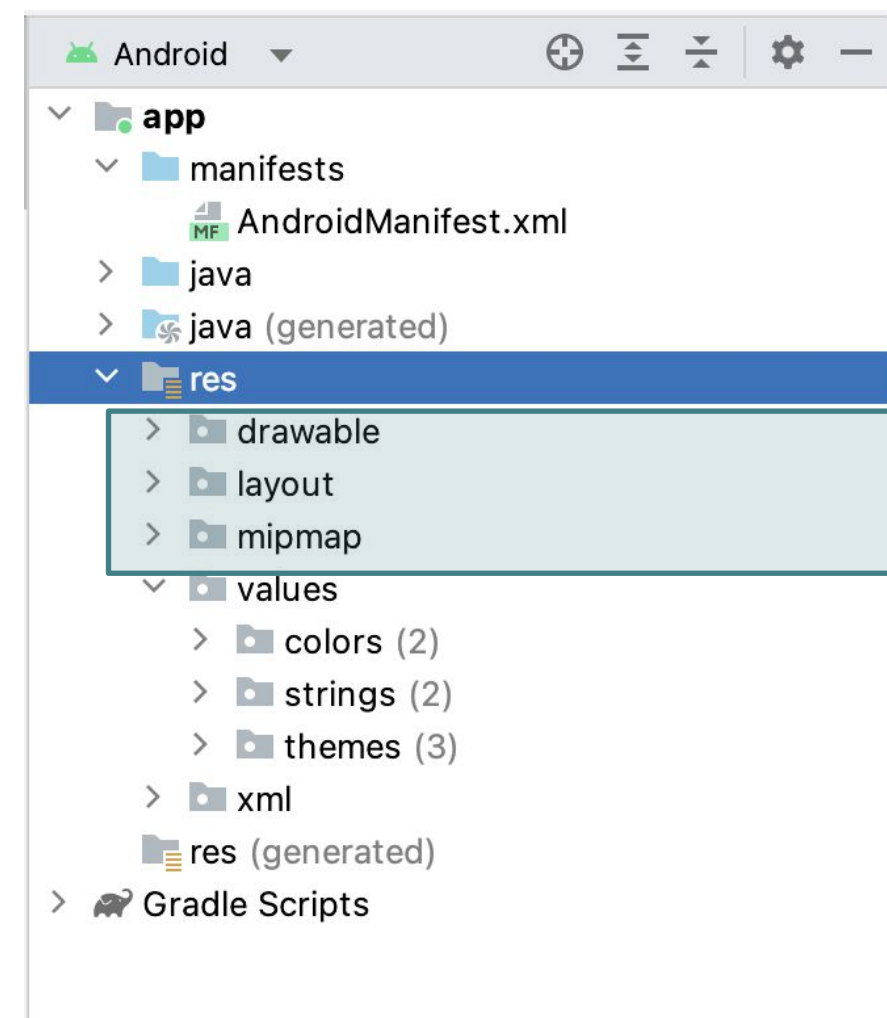 Android
app
manifests
MF AndroidManifest.xml
java
java (generated)
res
drawable
layout
mipmap
values
colors (2)
strings (2)
themes (3)
xml
res (generated)
Gradle Scripts